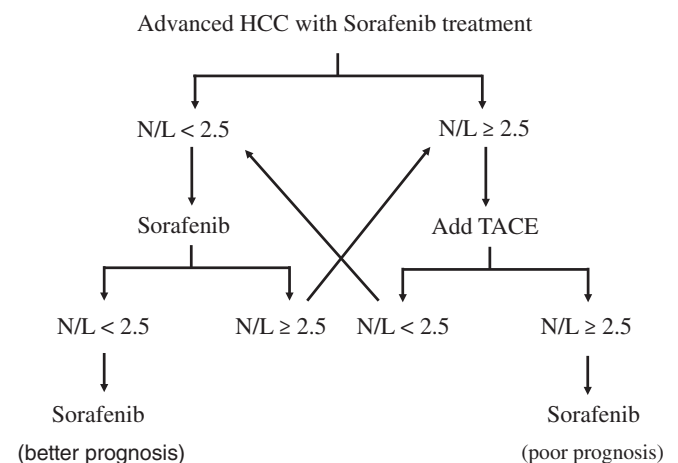 Advanced HCC with Sorafenib treatment
N/L < 2.5
N/L ≥ 2.5
Sorafenib
Add TACE
N/L < 2.5
N/L ≥ 2.5
N/L < 2.5
N/L ≥ 2.5
Sorafenib
(better prognosis)
Sorafenib
(poor prognosis)